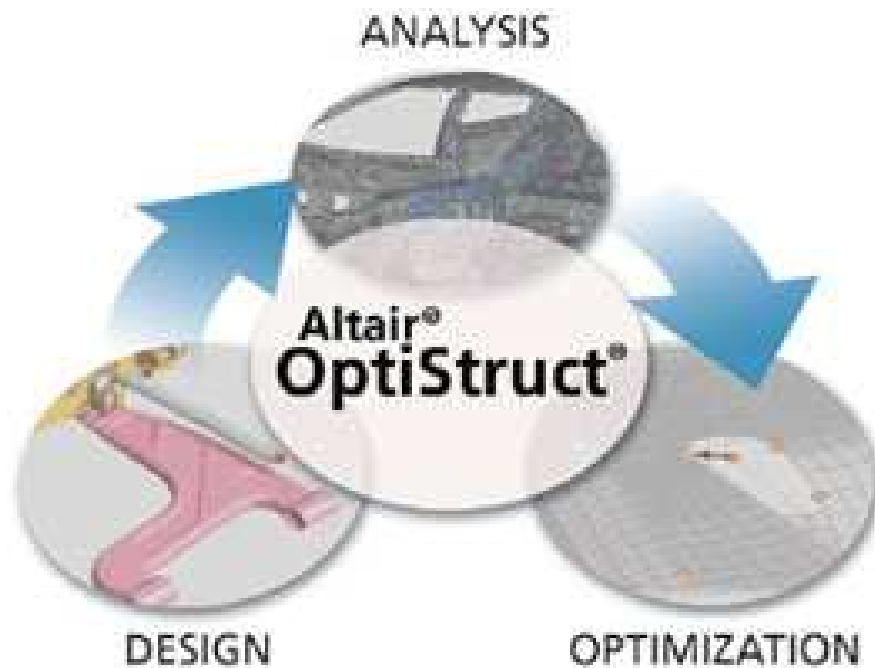 ANALYSIS
Altair®
OptiStruct®
DESIGN
OPTIMIZATION